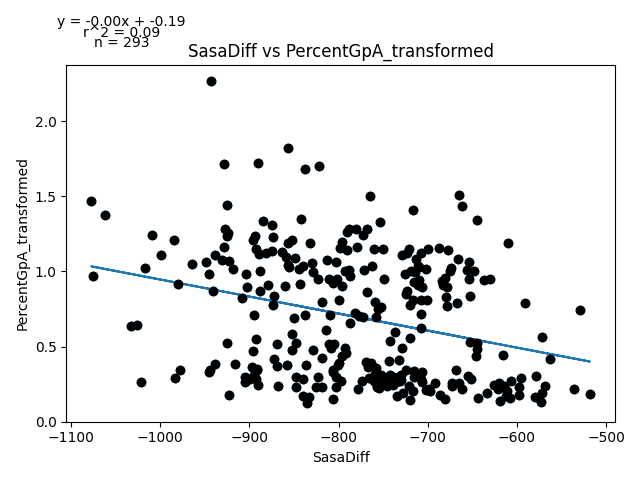 y = -0.00x + -0.19
r^2 = 0.09
n = 293
SasaDiff vs PercentGpA_transformed
PercentGpA_transformed
2.0
1.5
1.0
0.5
0.0
−1100 −1000 −900 −800 −700 −600 −500
SasaDiff